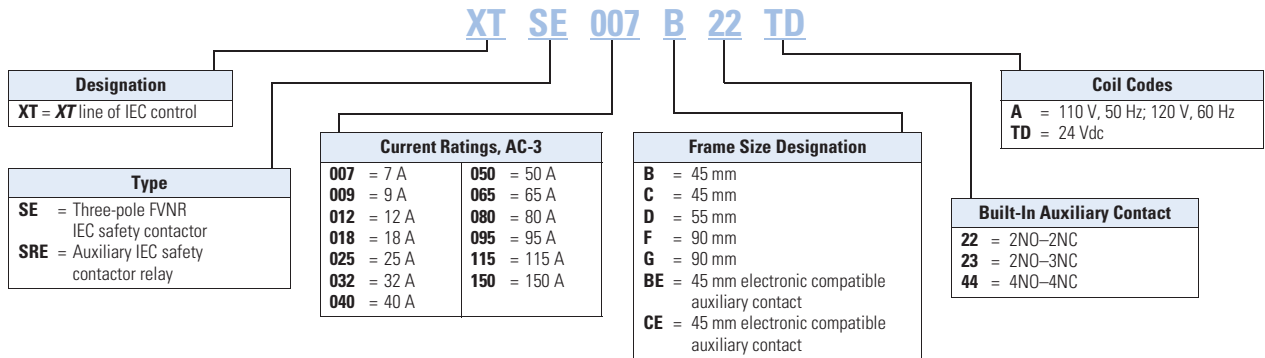 XT SE 007 B 22 TD
Designation
XT = XT line of IEC control
Type
SE = Three-pole FVNR
IEC safety contactor
SRE = Auxiliary IEC safety
contactor relay
Current Ratings, AC-3
007 = 7 A
009 = 9 A
012 = 12 A
018 = 18 A
025 = 25 A
032 = 32 A
040 = 40 A
050 = 50 A
065 = 65 A
080 = 80 A
095 = 95 A
115 = 115 A
150 = 150 A
Frame Size Designation
B = 45 mm
C = 45 mm
D = 55 mm
F = 90 mm
G = 90 mm
BE = 45 mm electronic compatible
auxiliary contact
CE = 45 mm electronic compatible
auxiliary contact
Coil Codes
A = 110 V, 50 Hz; 120 V, 60 Hz
TD = 24 Vdc
Built-In Auxiliary Contact
22 = 2NO–2NC
23 = 2NO–3NC
44 = 4NO–4NC